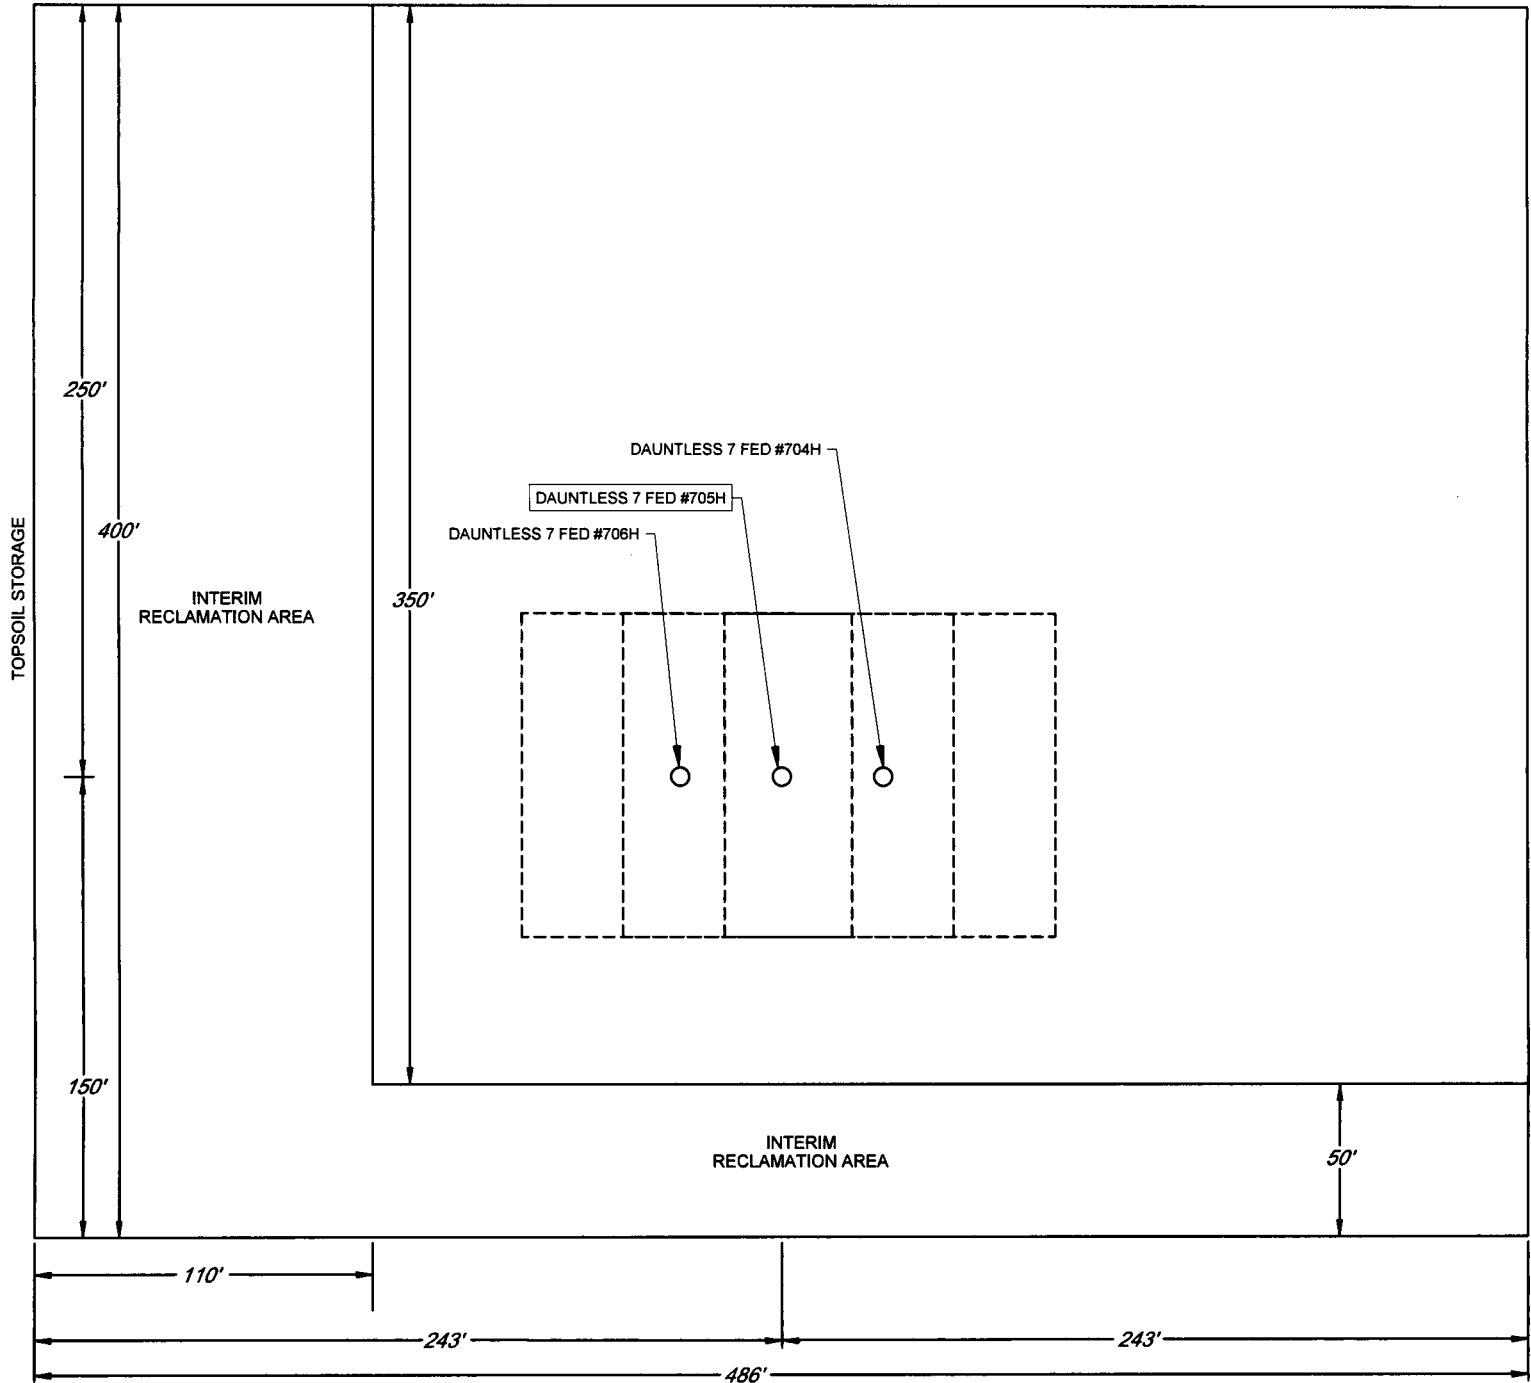 DAUNTLESS 7 FED #704H
DAUNTLESS 7 FED #705H
DAUNTLESS 7 FED #706H
250'
400'
350'
TOPSOIL STORAGE
INTERIM
RECLAMATION AREA
150'
INTERIM
RECLAMATION AREA
50'
110'
243'
243'
486'